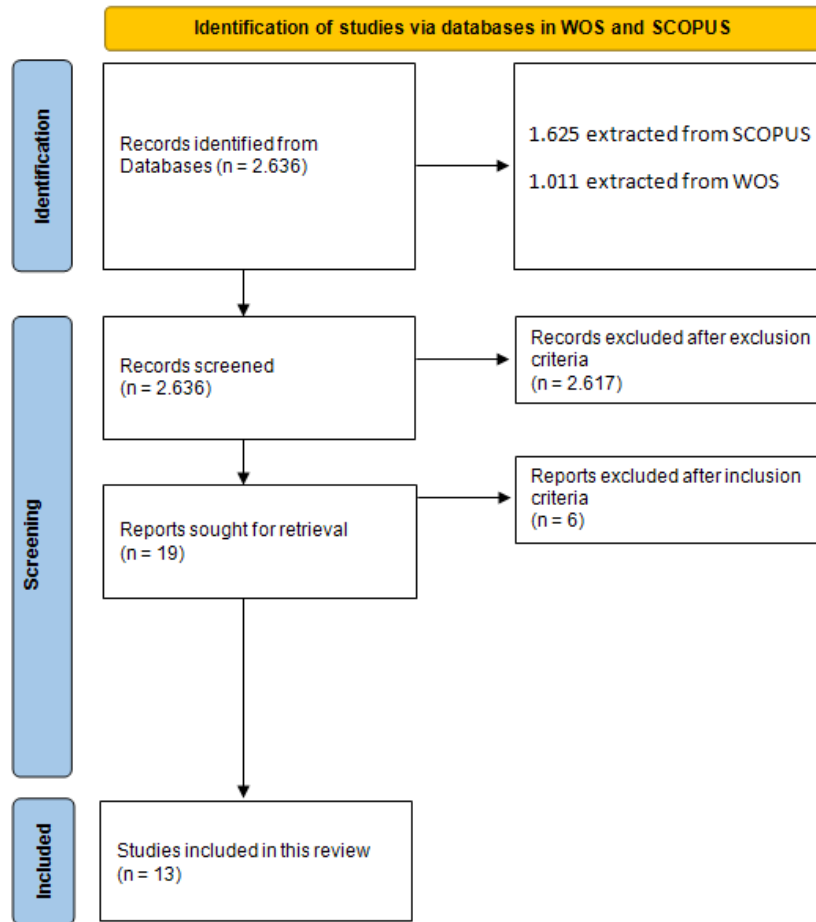 Identification of studies via databases in WOS and SCOPUS
Identification
Records identified from
Databases (n = 2.636)
1.625 extracted from SCOPUS
1.011 extracted from WOS
Screening
Records screened
(n = 2.636)
Records excluded after exclusion
criteria
(n = 2.617)
Reports sought for retrieval
(n = 19)
Reports excluded after inclusion
criteria
(n = 6)
Included
Studies included in this review
(n = 13)